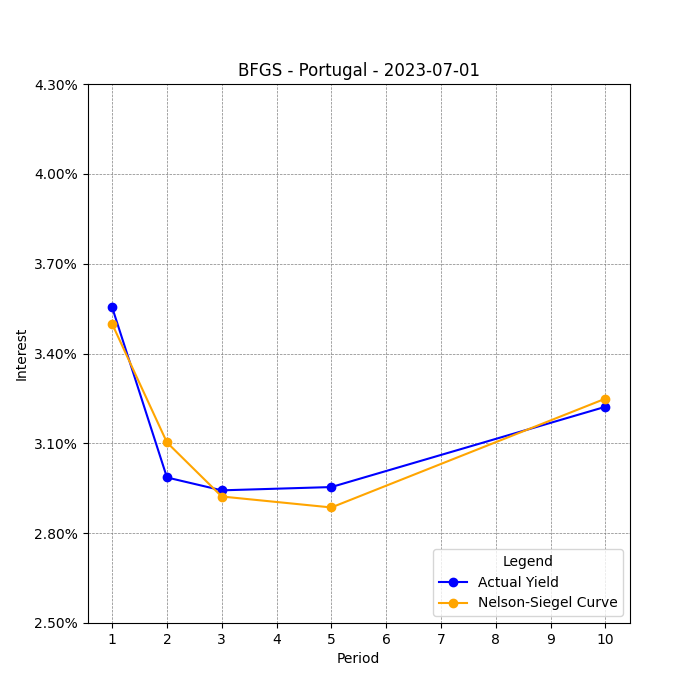 BFGS - Portugal - 2023-07-01
4.30%
4.00%
3.70%
3.40%
3.10%
2.80%
2.50%
Interest
1 2 3 4 5 6 7 8 9 10
Period
Legend
Actual Yield
Nelson-Siegel Curve